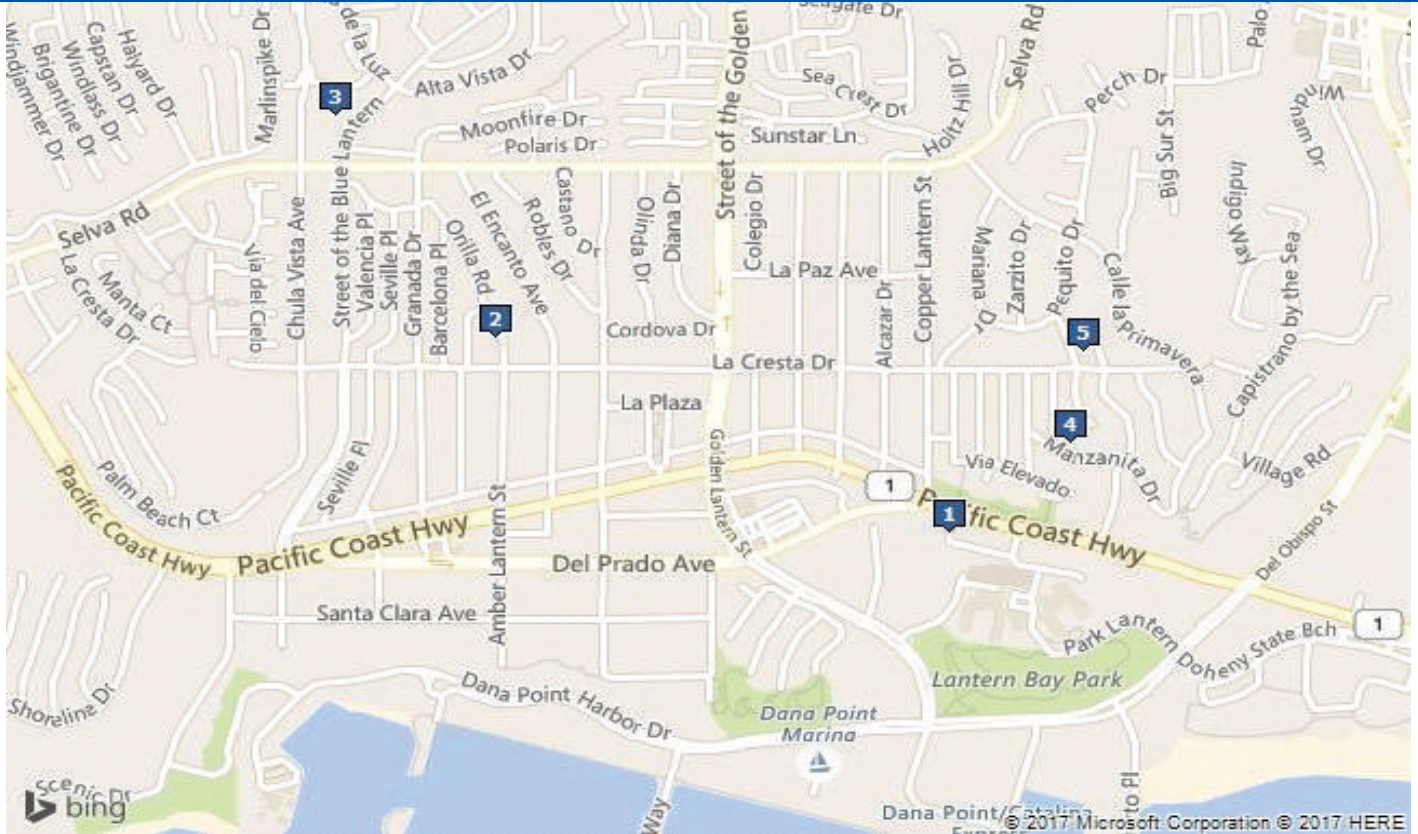 Seagate Dr
Selva Rd
Palo
de la Luz
Marlinspike Dr
Halyard Dr
Capstan Dr
Windlass Dr
Brigantine Dr
Windjammer Dr
Alta Vista Dr
3
Street of the Golden
Sea Crest Dr
Holtz Hill Dr
Perch Dr
Windham Dr
Moonfire Dr
Polaris Dr
Sunstar Ln
Big Sur St
Selva Rd
Street of the Blue Lantern
Chula Vista Ave
Via del Cielo
La Cresta Dr
Manta Ct
Valencia Pl
Seville Pl
Granada Dr
Barcelona Pl
Orilla Rd
El Encanto Ave
Robles Dr
Castano Dr
Olinda Dr
Diana Dr
Colegio Dr
La Paz Ave
Alcazar Dr
Copper Lantern St
Mariana Dr
Zarzito Dr
Pequito Dr
Calle la Primavera
Indigo Way
Capistrano by the Sea
2
5
Cordova Dr
La Cresta Dr
La Plaza
4
Manzanita Dr
Via Elevado
Village Rd
Golden Lantern St
Seville Pl
Palm Beach Ct
Pacific Coast Hwy
Pacific Coast Hwy
1
1
fic Coast Hwy
Amber Lantern St
Del Prado Ave
Del Obispo St
Santa Clara Ave
1
Park Lantern
Doheny State Bch
Lantern Bay Park
Shoreline Dr
Dana Point Harbor Dr
Dana Point
Marina
Scenic Dr
bing
Way
to Pl
Dana Point/Catalina
Express
© 2017 Microsoft Corporation © 2017 HERE